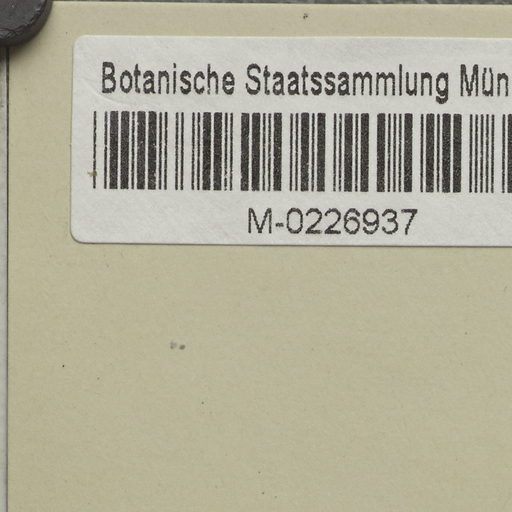 Botanische Staatssammlung Mün
M-0226937